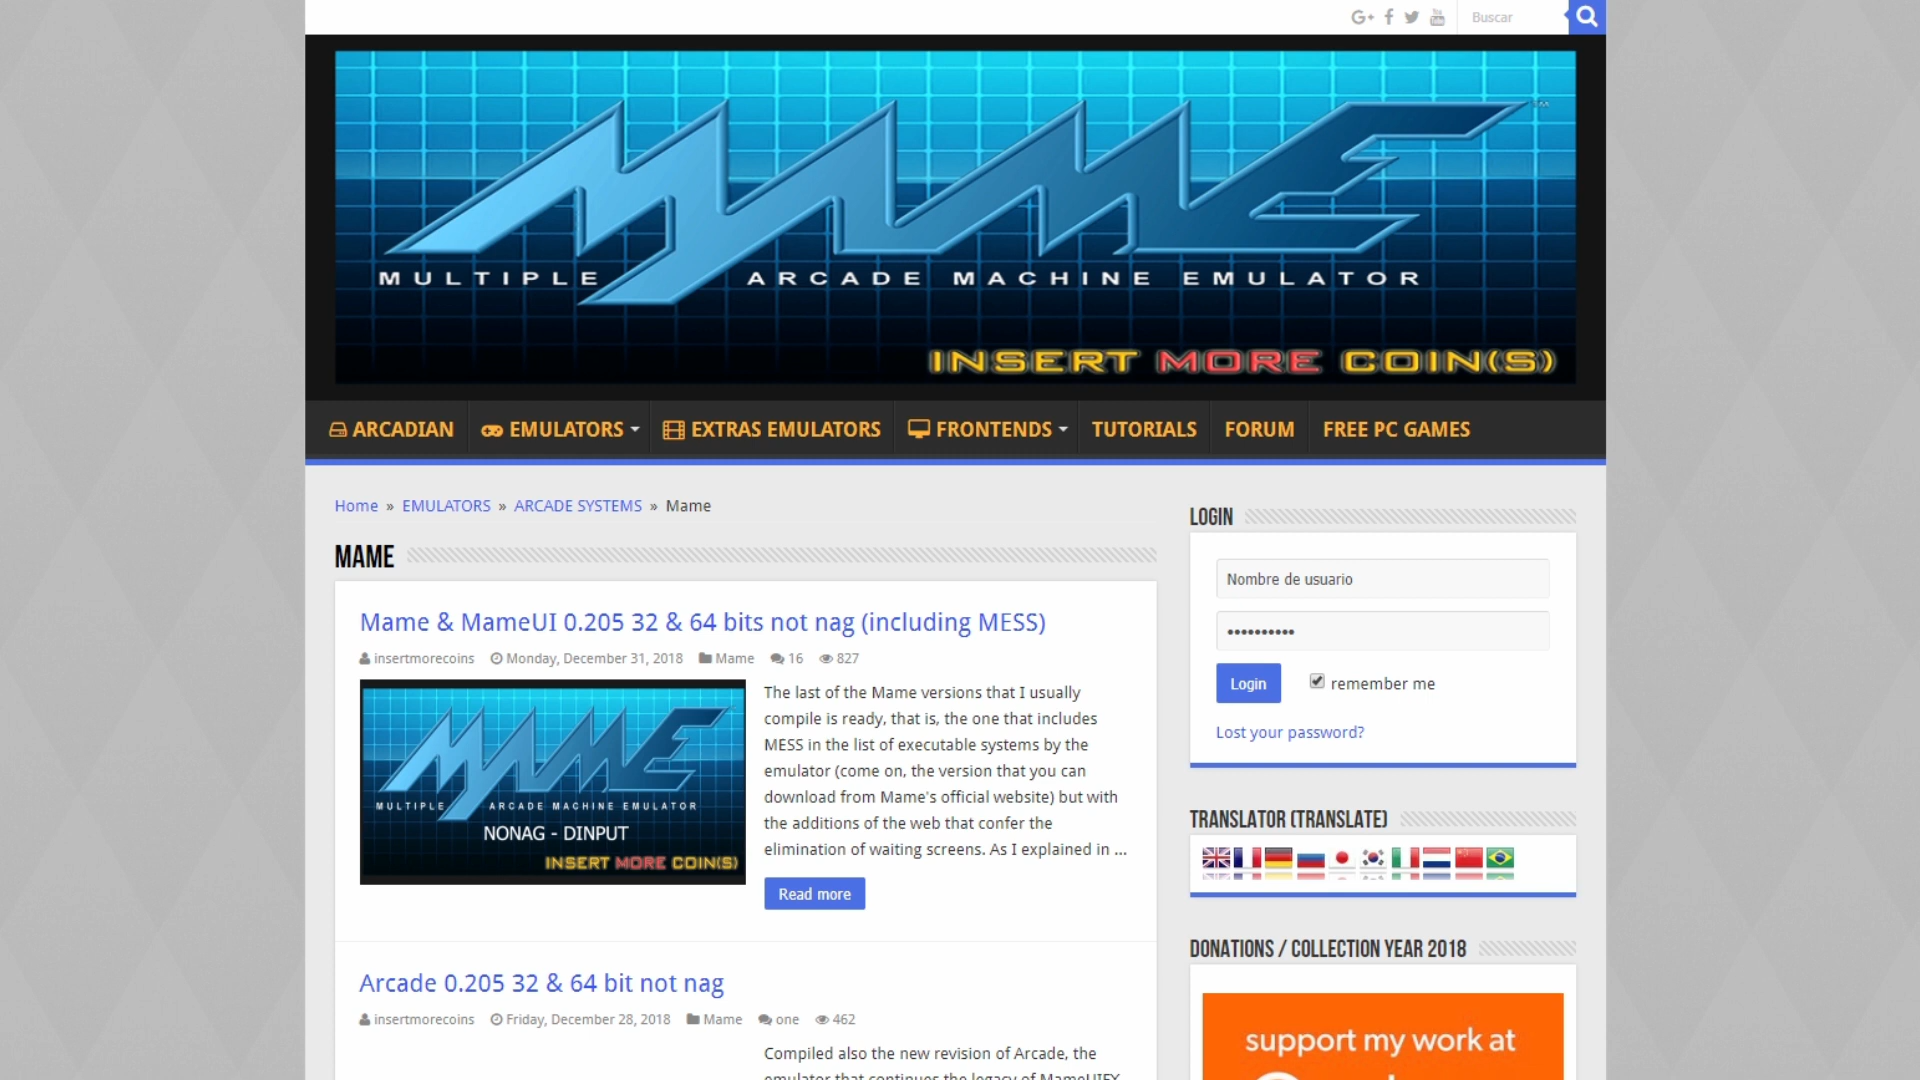 Buscar
MULTIPLE ARCADE MACHINE EMULATOR
INSERT MORE COIN(S)
ARCADIAN EMULATORS EXTRAS EMULATORS FRONTENDS TUTORIALS FORUM FREE PC GAMES
Home » EMULATORS » ARCADE SYSTEMS » Mame
MAME
Mame & MameUI 0.205 32 & 64 bits not nag (including MESS)
insertmorecoins Monday, December 31, 2018 Mame 16 827
MAME
MULTIPLE ARCADE MACHINE EMULATOR
NONAG - DINPUT
INSERT MORE COIN(S)
The last of the Mame versions that I usually
compile is ready, that is, the one that includes
MESS in the list of executable systems by the
emulator (come on, the version that you can
download from Mame's official website) but with
the additions of the web that confer the
elimination of waiting screens. As I explained in ...
Read more
Arcade 0.205 32 & 64 bit not nag
insertmorecoins Friday, December 28, 2018 Mame one 462
Compiled also the new revision of Arcade, the
emulator that continues the legacy of MameUIFX
LOGIN
Nombre de usuario
••••••••••
Login remember me
Lost your password?
TRANSLATOR (TRANSLATE)
DONATIONS / COLLECTION YEAR 2018
support my work at